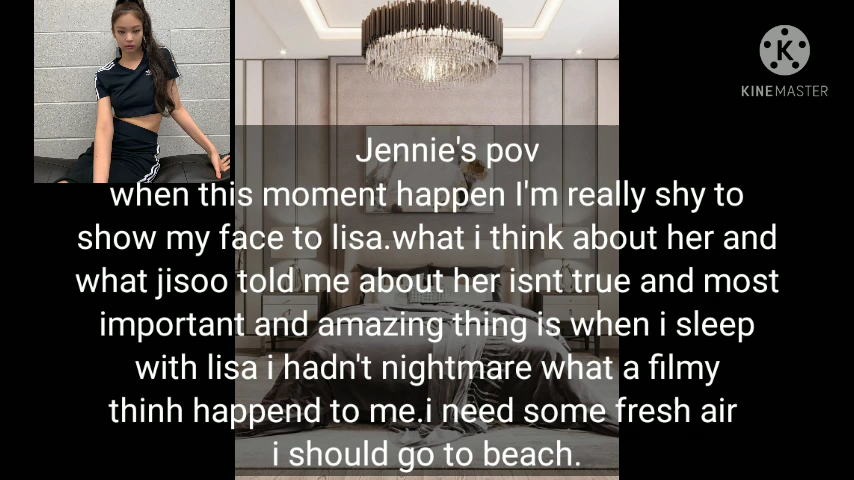 KINEMASTER
Jennie's pov
when this moment happen I'm really shy to
show my face to lisa.what i think about her and
what jisoo told me about her isnt true and most
important and amazing thing is when i sleep
with lisa i hadn't nightmare what a filmy
thinh happend to me.i need some fresh air
i should go to beach.